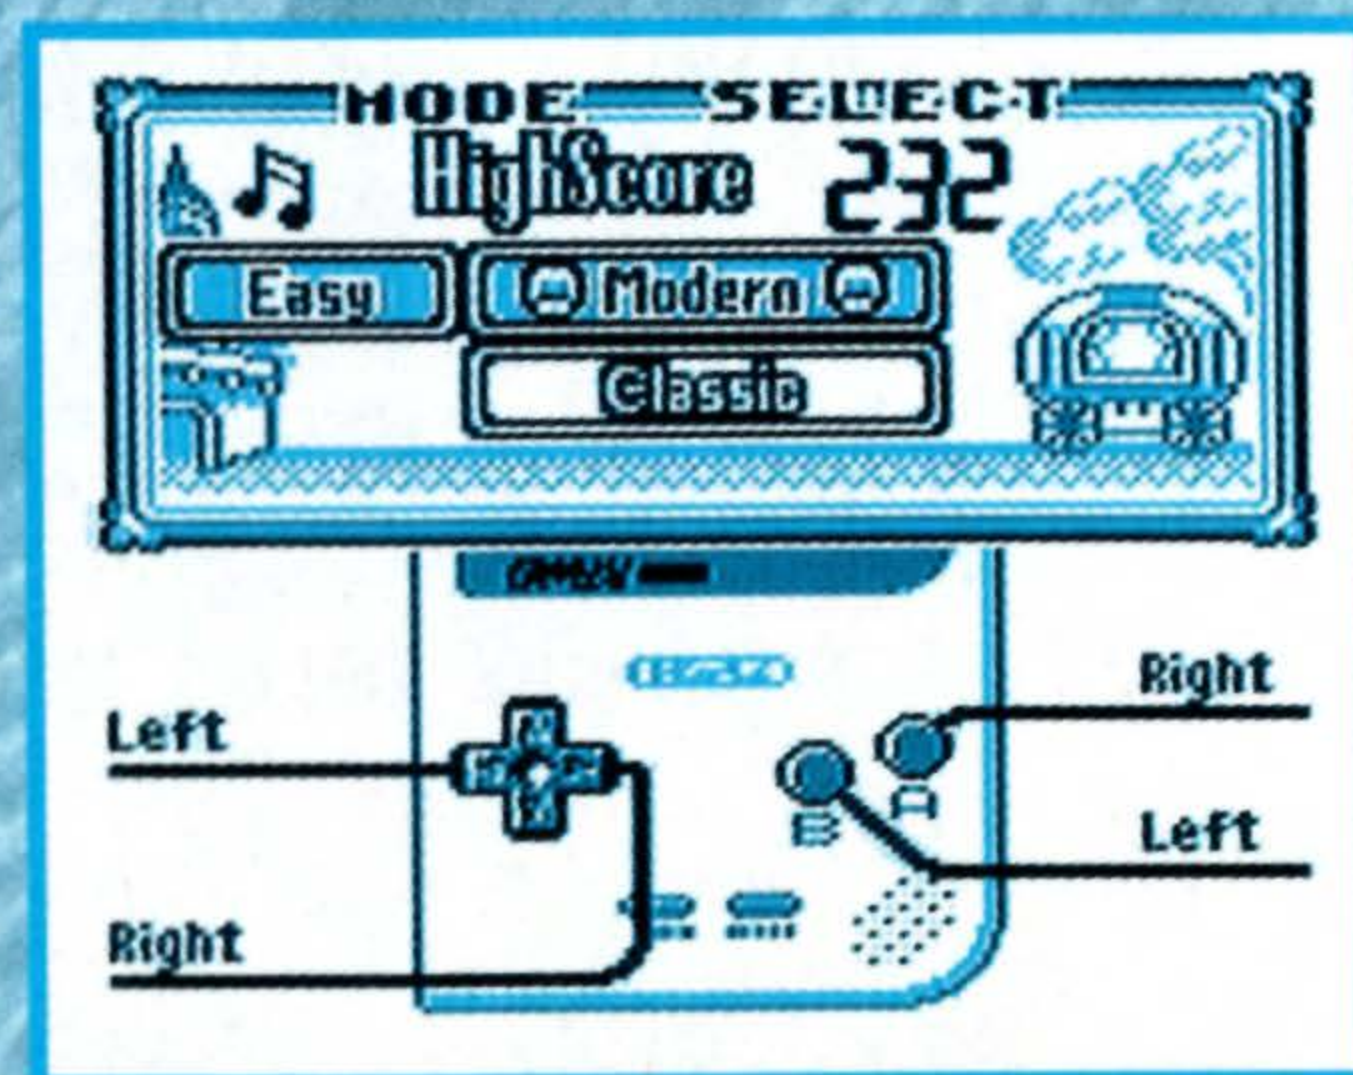 MODE SELECT
HighScore 232
Easy Modern
Classic
Right
Left
B A
Left
Right